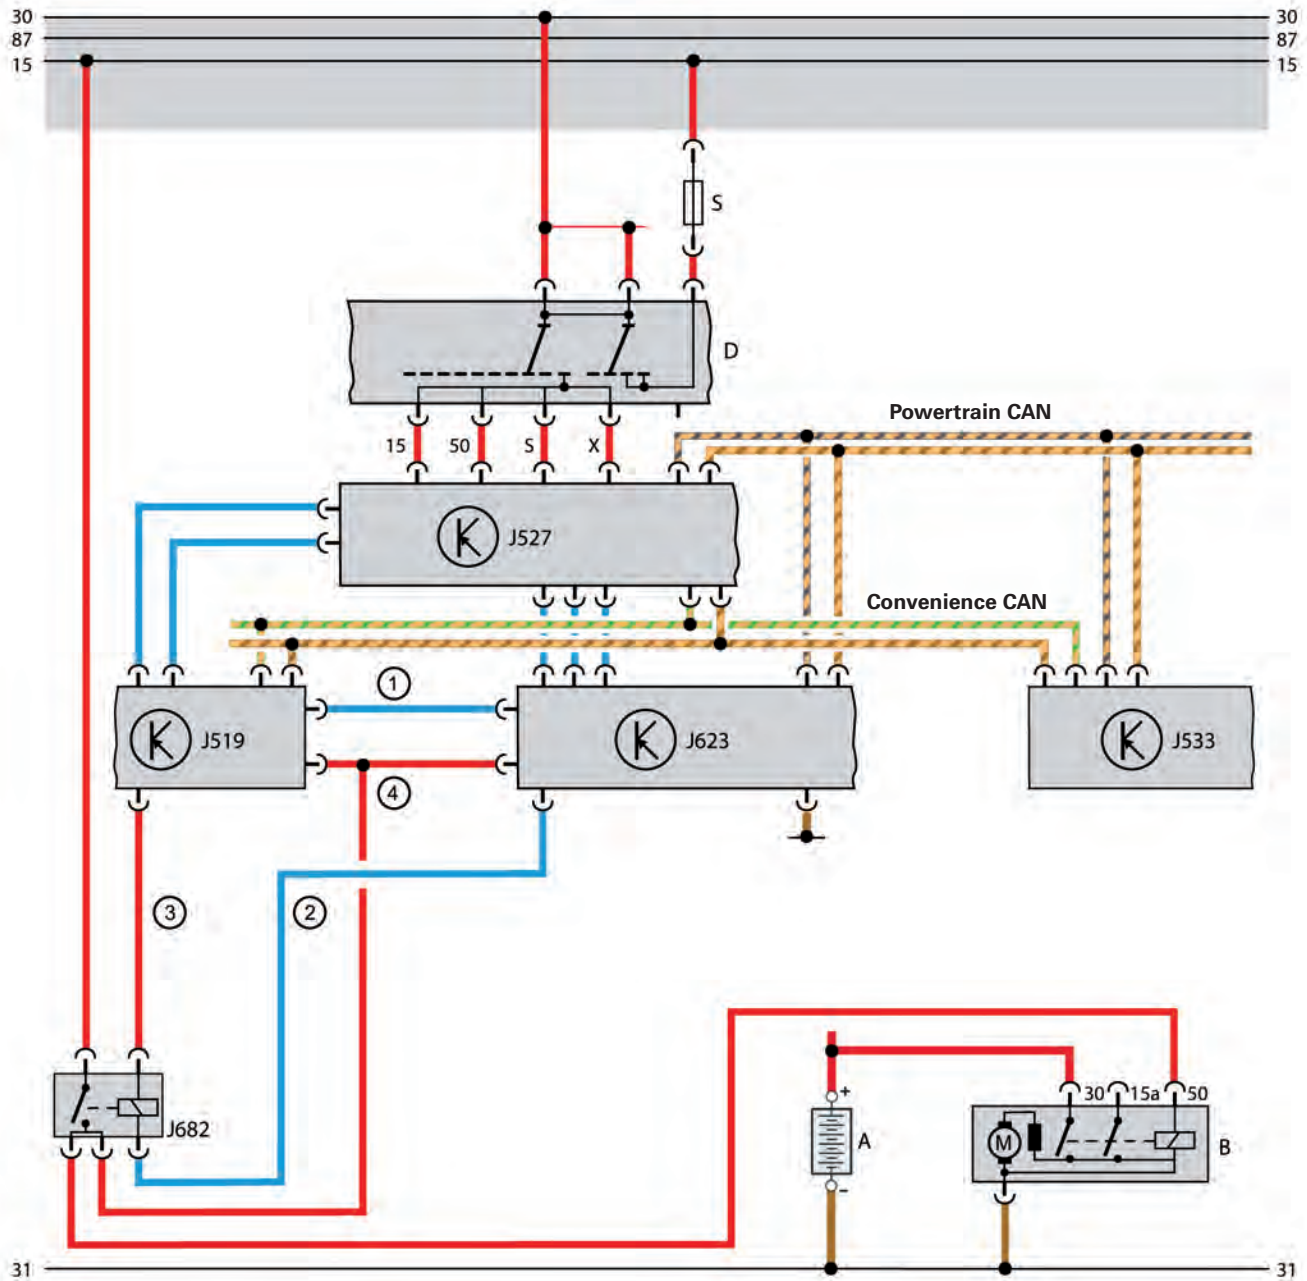 30 30
87 87
15 15
S
D
Powertrain CAN
15 50 S X
J527
Convenience CAN
1
J519 J623 J533
4
3 2
+
30 15a 50
J682 A M B
-
31 31